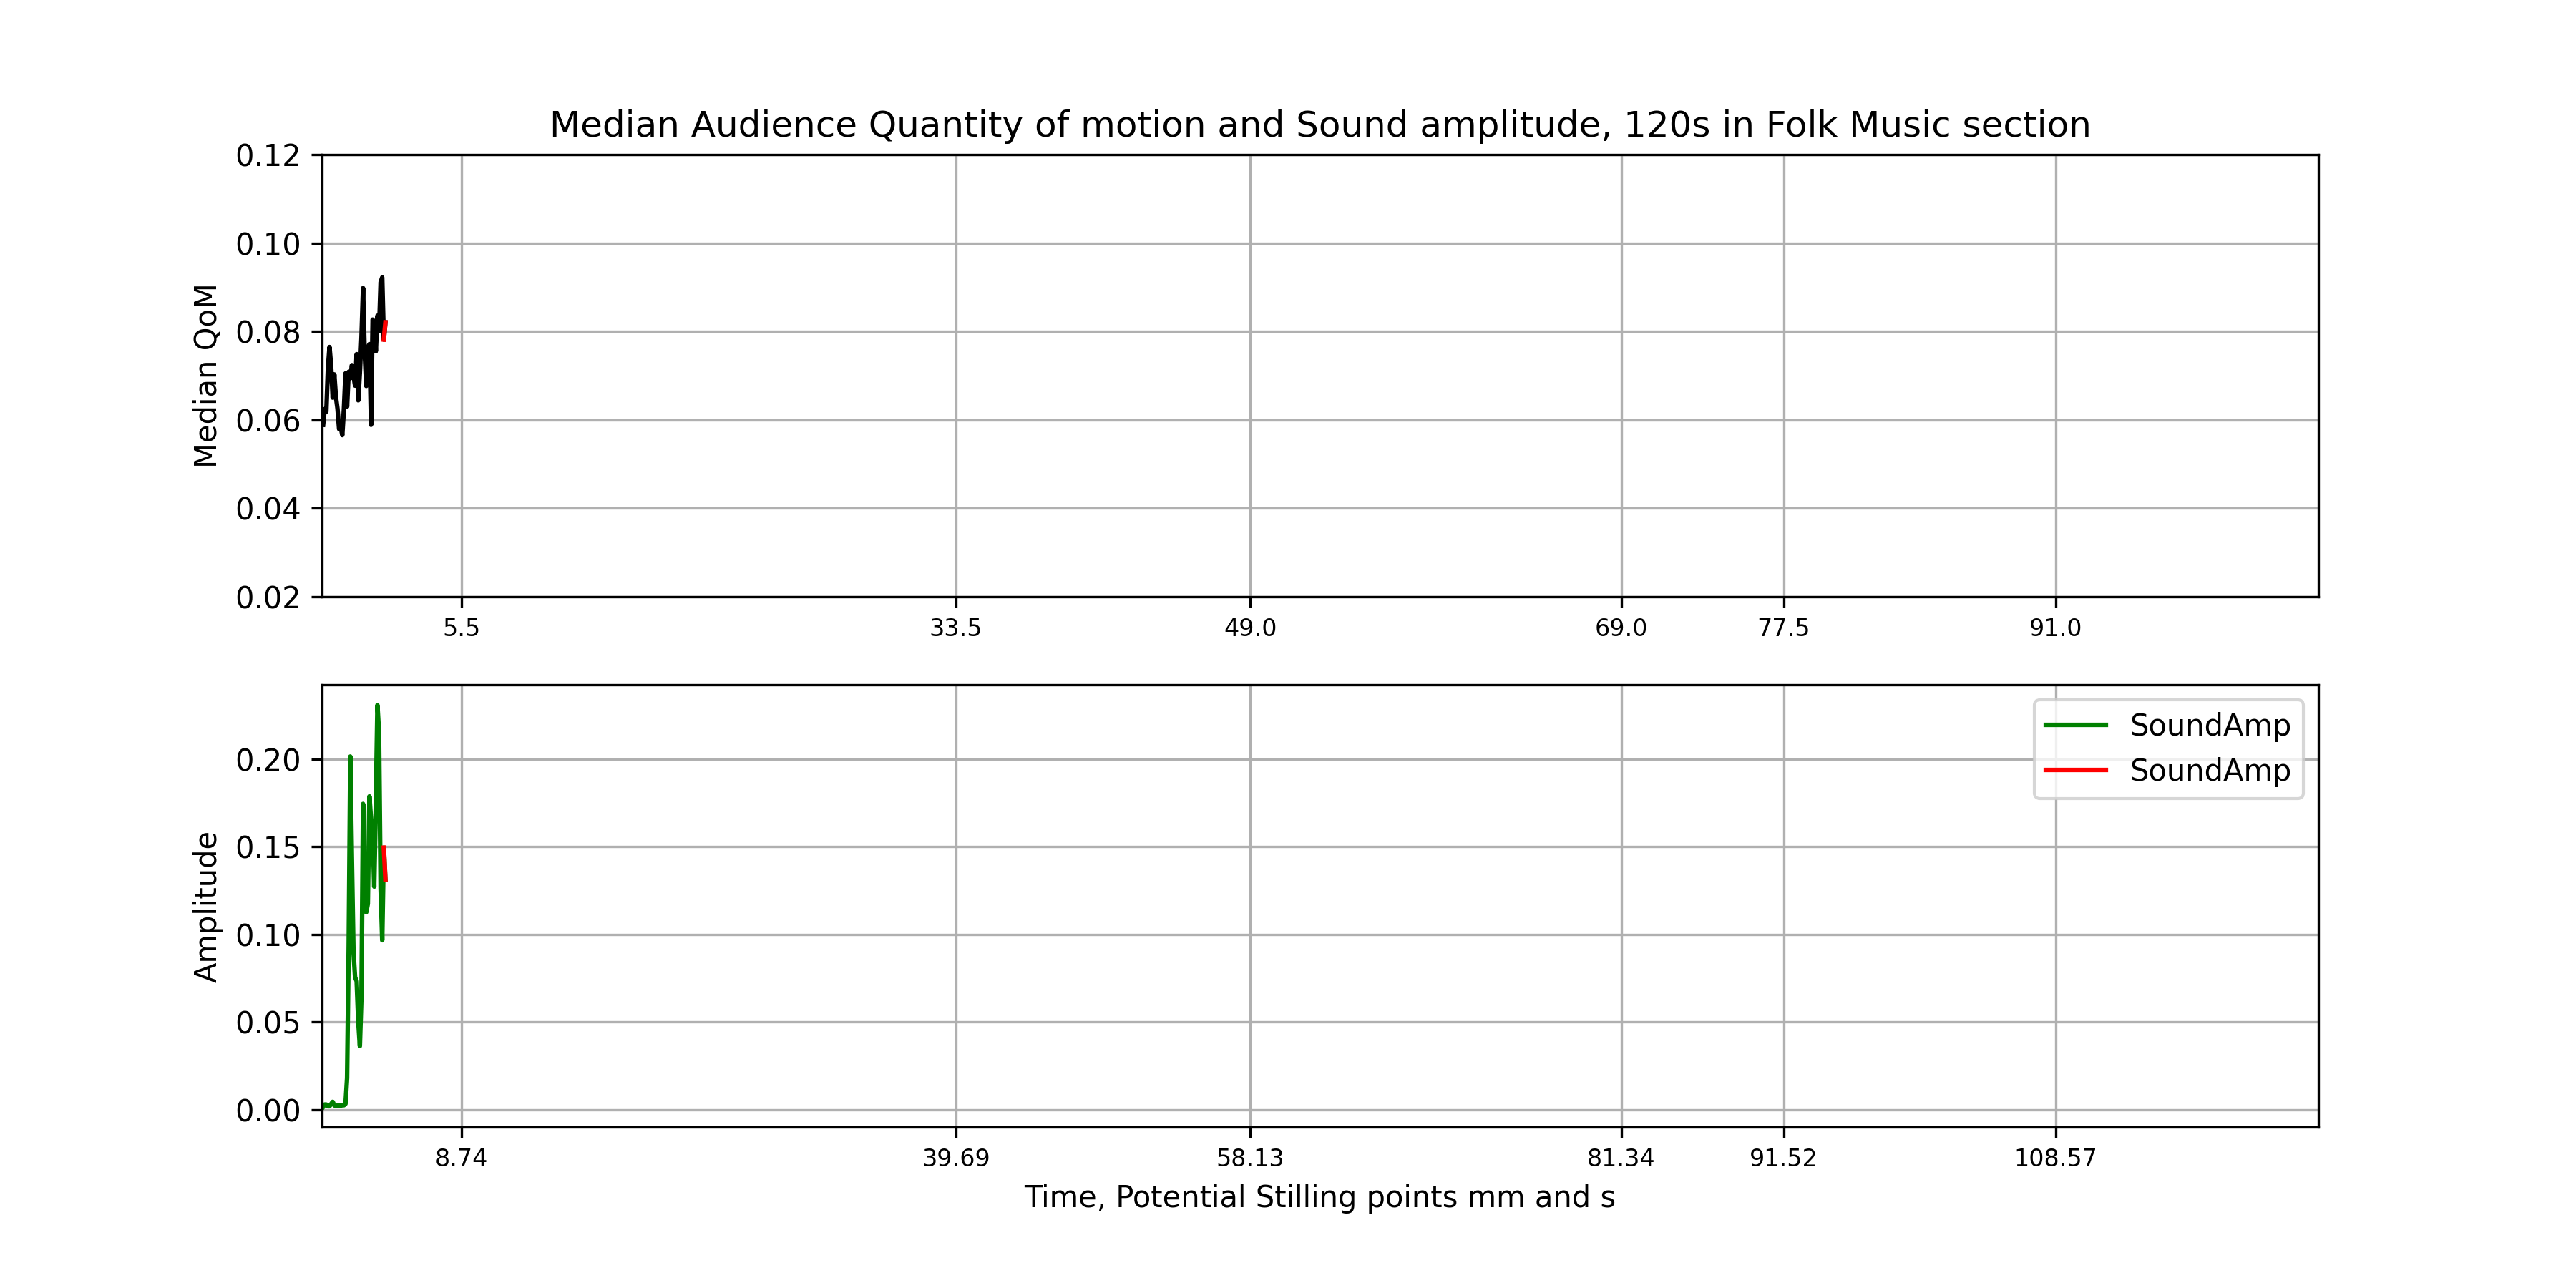 Median Audience Quantity of motion and Sound amplitude, 120s in Folk Music section
0.12
0.10
0.08
0.06
0.04
0.02
Median QoM
5.5 33.5 49.0 69.0 77.5 91.0
SoundAmp
SoundAmp
0.20
0.15
0.10
0.05
0.00
Amplitude
8.74 39.69 58.13 81.34 91.52 108.57
Time, Potential Stilling points mm and s